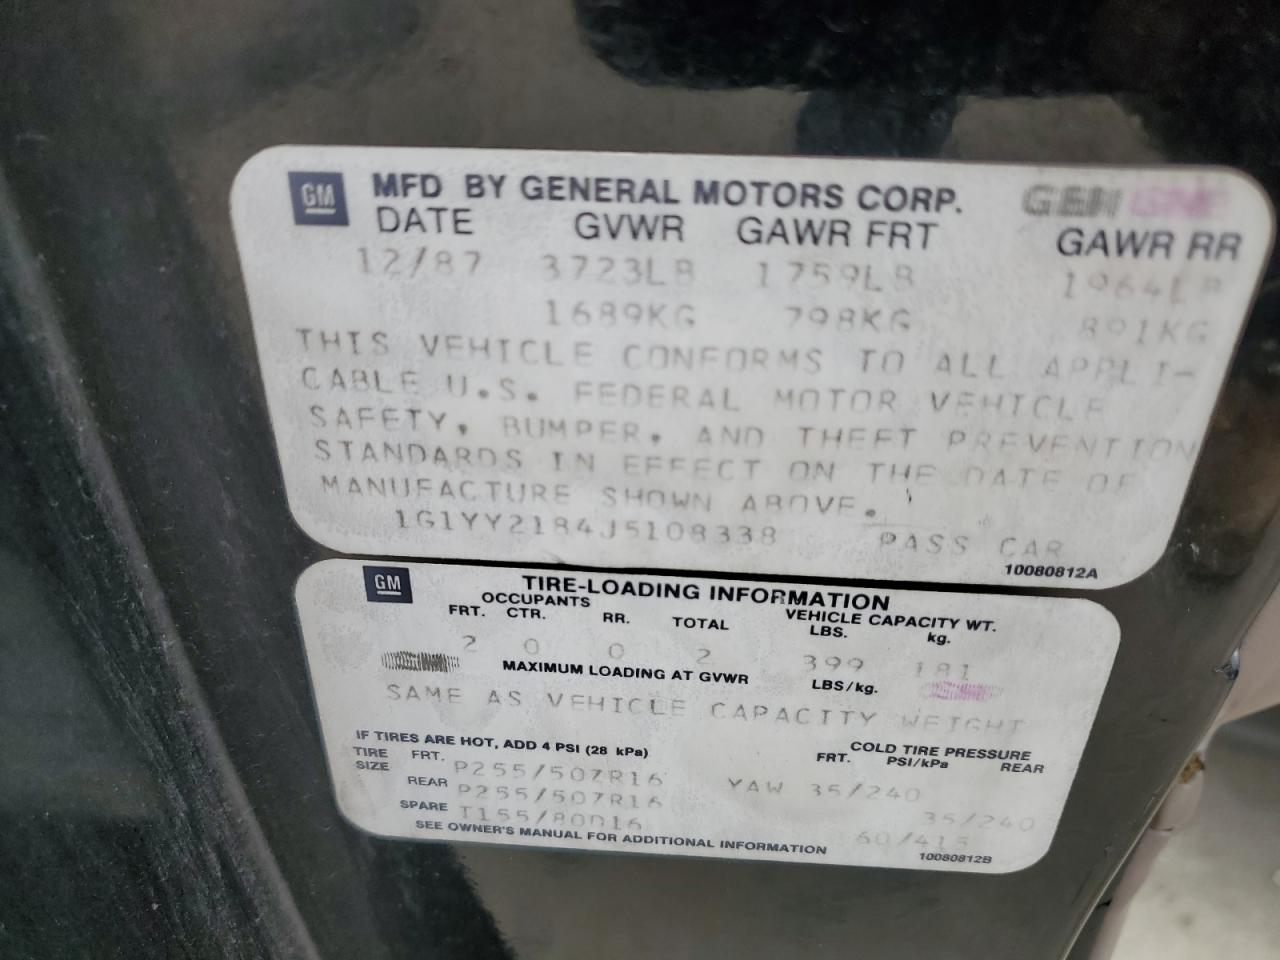 GM MFD BY GENERAL MOTORS CORP.
DATE GVWR GAWR FRT GAWR RR
12/87 3723LB 1759LB 1964LB
1689KG 798KG 891KG
THIS VEHICLE CONFORMS TO ALL APPLI-
CABLE U.S. FEDERAL MOTOR VEHICLE
SAFETY, BUMPER, AND THEFT PREVENTION
STANDARDS IN EFFECT ON THE DATE OF
MANUFACTURE SHOWN ABOVE.
1G1YY2184J5108338 PASS CAR
10080812A
GM TIRE-LOADING INFORMATION
OCCUPANTS VEHICLE CAPACITY WT.
FRT. CTR. RR. TOTAL LBS. kg.
2 0 0 2 399 181
MAXIMUM LOADING AT GVWR LBS/kg.
SAME AS VEHICLE CAPACITY WEIGHT
IF TIRES ARE HOT, ADD 4 PSI (28 kPa) COLD TIRE PRESSURE
TIRE SIZE FRT. P255/50ZR16 YAW FRT. PSI/kPa REAR
35/240
REAR P255/50ZR16 35/240
SPARE T155/80D16 60/415
SEE OWNER'S MANUAL FOR ADDITIONAL INFORMATION
10080812B